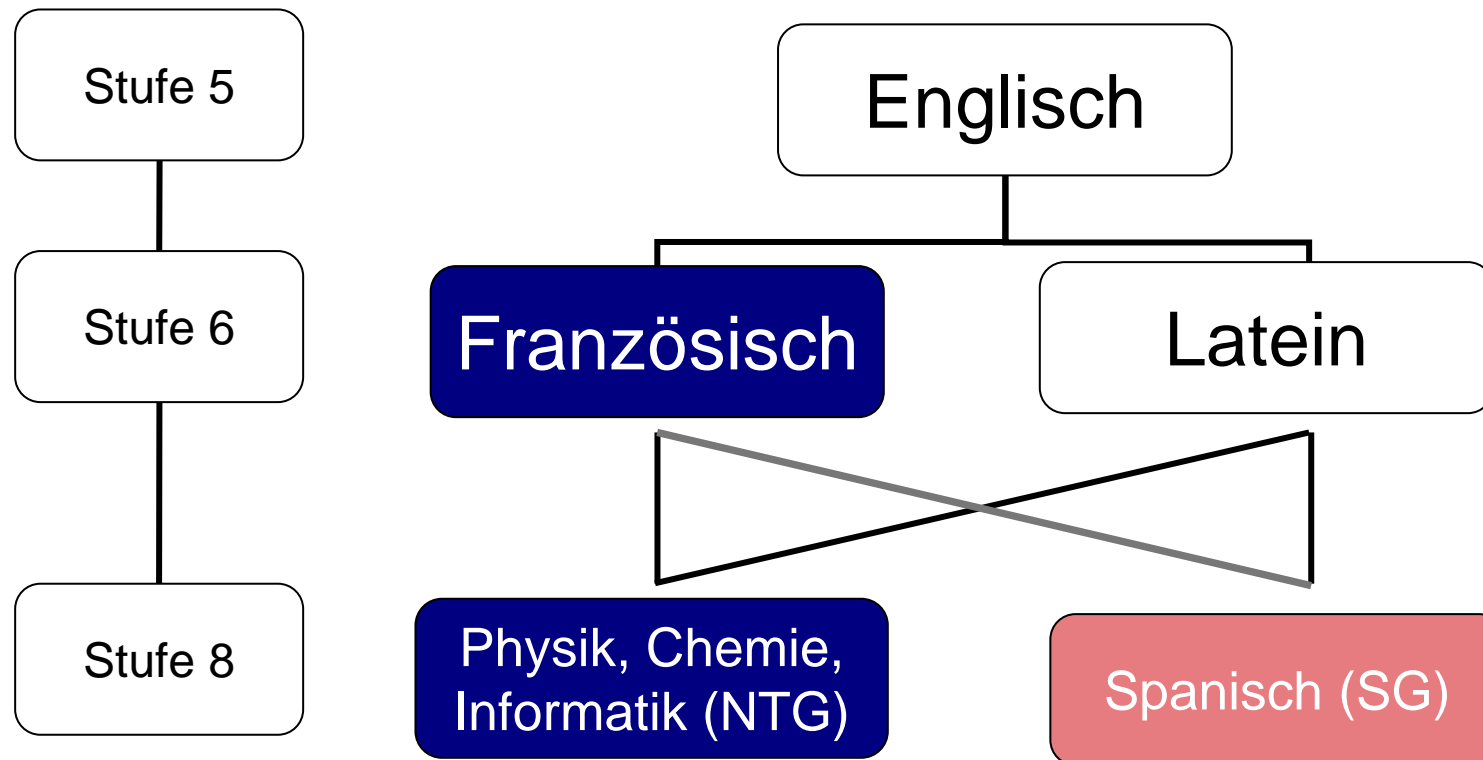 Stufe 5
Englisch
Stufe 6
Französisch
Latein
Stufe 8
Physik, Chemie,
Informatik (NTG)
Spanisch (SG)